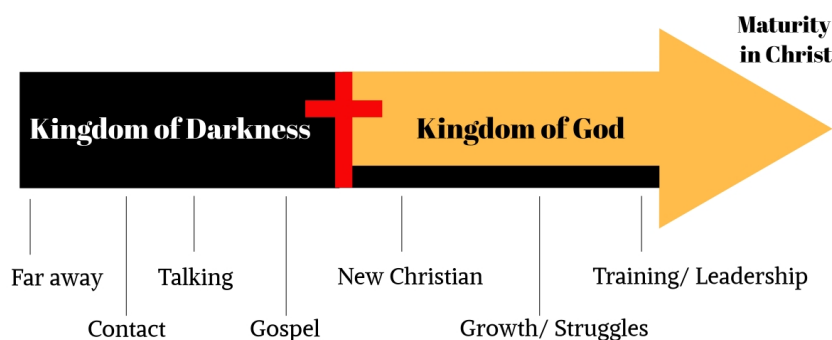 Maturity
in Christ
Kingdom of Darkness
Kingdom of God
Far away
Talking
New Christian
Training/ Leadership
Contact
Gospel
Growth/ Struggles